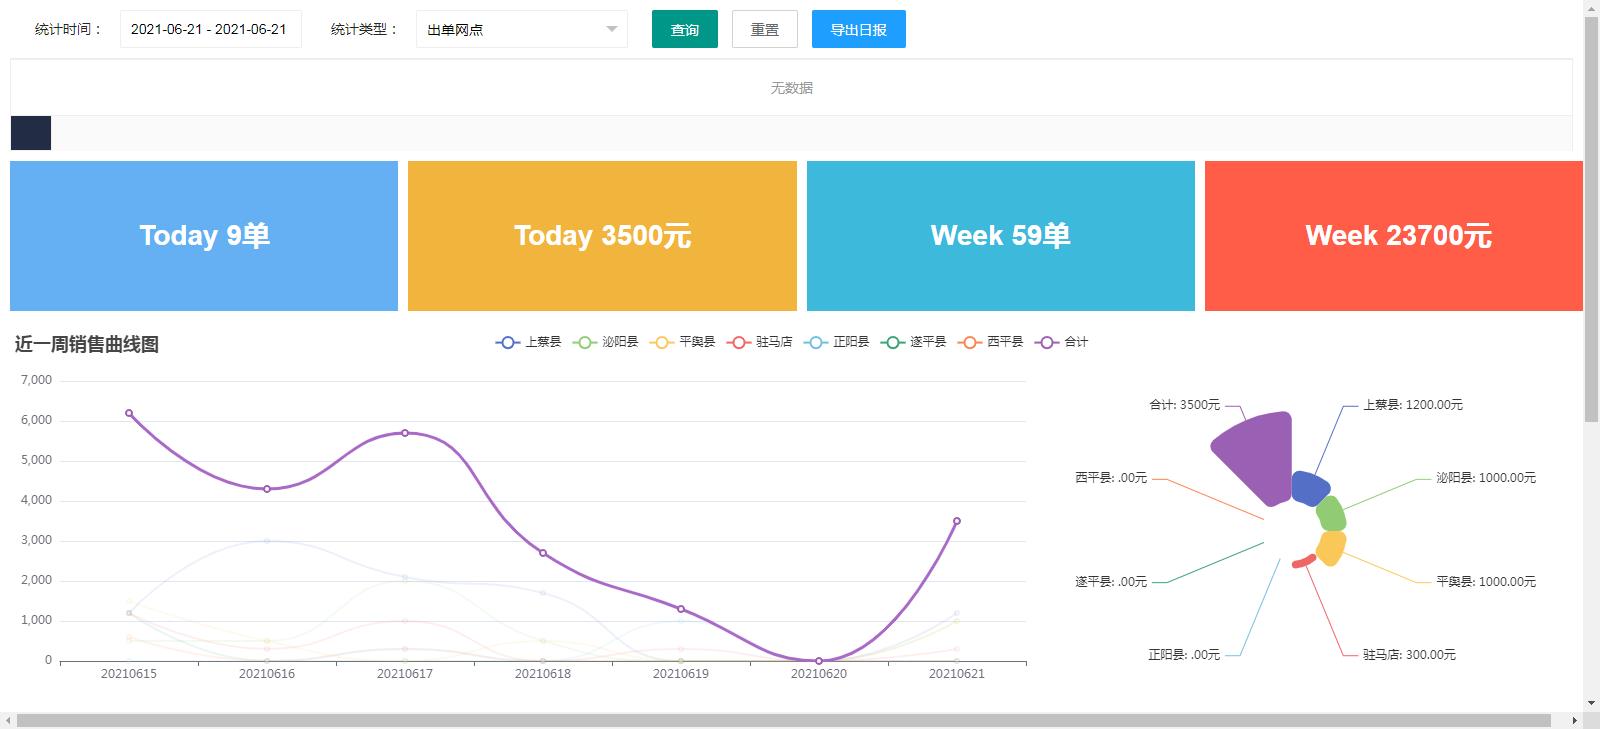 统计时间： 2021-06-21 - 2021-06-21 统计类型： 出单网点 查询 重置 导出日报
无数据
Today 9单 Today 3500元 Week 59单 Week 23700元
近一周销售曲线图
上蔡县 泌阳县 平舆县 驻马店 正阳县 遂平县 西平县 合计
7,000
6,000
5,000
4,000
3,000
2,000
1,000
0
20210615 20210616 20210617 20210618 20210619 20210620 20210621
合计: 3500元 上蔡县: 1200.00元
西平县: .00元 泌阳县: 1000.00元
遂平县: .00元 平舆县: 1000.00元
正阳县: .00元 驻马店: 300.00元